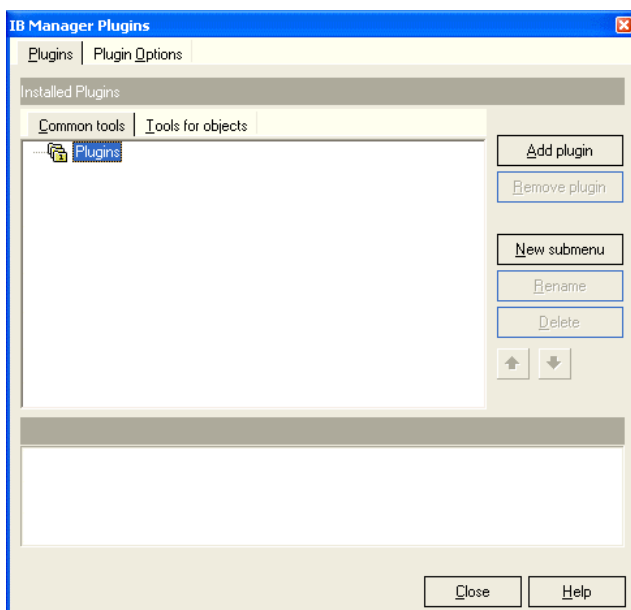 IB Manager Plugins
Plugins
Plugin Options
Installed Plugins
Common tools
Tools for objects
Plugins
Add plugin
Remove plugin
New submenu
Rename
Delete
Close
Help